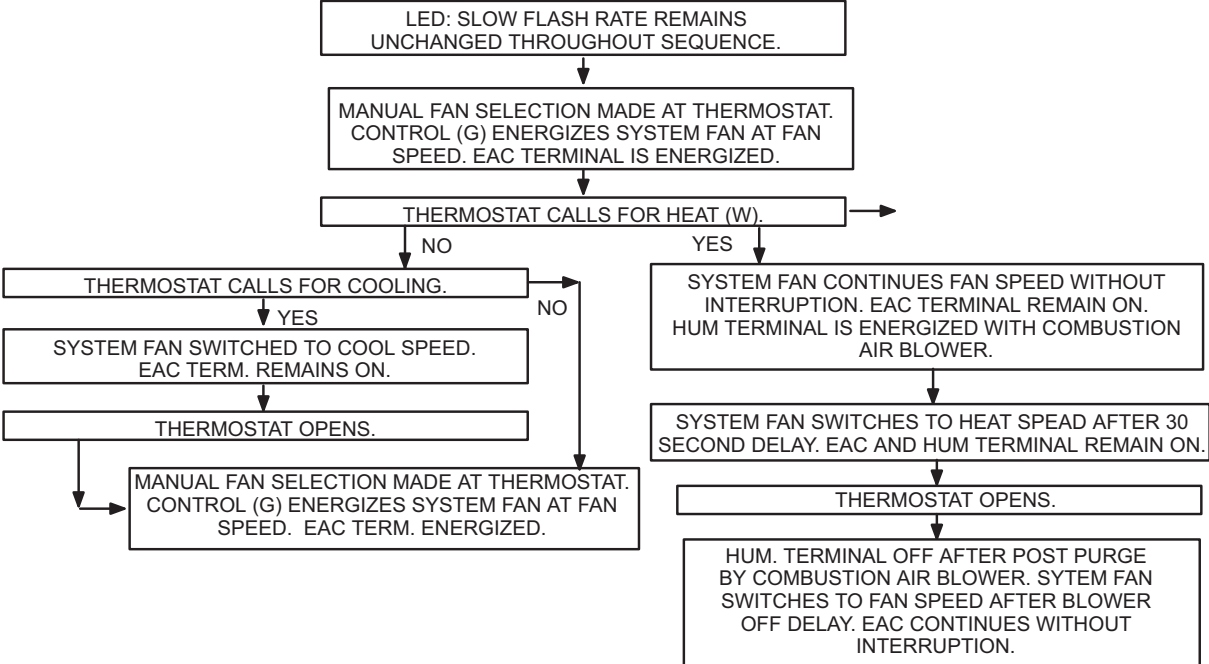 LED: SLOW FLASH RATE REMAINS
UNCHANGED THROUGHOUT SEQUENCE.
MANUAL FAN SELECTION MADE AT THERMOSTAT.
CONTROL (G) ENERGIZES SYSTEM FAN AT FAN
SPEED. EAC TERMINAL IS ENERGIZED.
THERMOSTAT CALLS FOR HEAT (W).
NO
YES
THERMOSTAT CALLS FOR COOLING.
NO
YES
SYSTEM FAN SWITCHED TO COOL SPEED.
EAC TERM. REMAINS ON.
THERMOSTAT OPENS.
MANUAL FAN SELECTION MADE AT THERMOSTAT.
CONTROL (G) ENERGIZES SYSTEM FAN AT FAN
SPEED. EAC TERM. ENERGIZED.
SYSTEM FAN CONTINUES FAN SPEED WITHOUT
INTERRUPTION. EAC TERMINAL REMAIN ON.
HUM TERMINAL IS ENERGIZED WITH COMBUSTION
AIR BLOWER.
SYSTEM FAN SWITCHES TO HEAT SPEAD AFTER 30
SECOND DELAY. EAC AND HUM TERMINAL REMAIN ON.
THERMOSTAT OPENS.
HUM. TERMINAL OFF AFTER POST PURGE
BY COMBUSTION AIR BLOWER. SYTEM FAN
SWITCHES TO FAN SPEED AFTER BLOWER
OFF DELAY. EAC CONTINUES WITHOUT
INTERRUPTION.